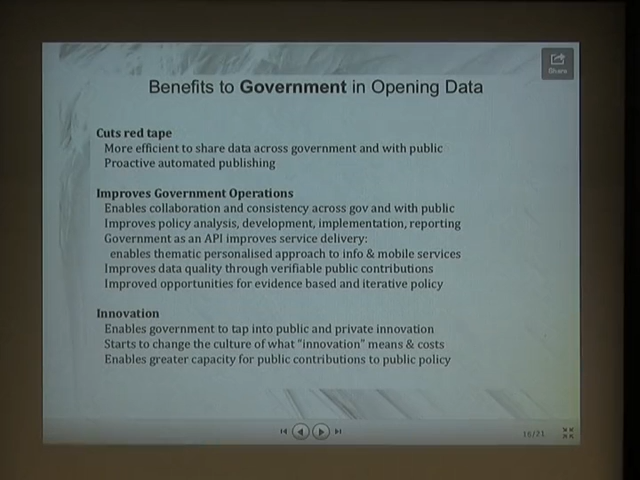 Share
Benefits to Government in Opening Data
Cuts red tape
More efficient to share data across government and with public
Proactive automated publishing
Improves Government Operations
Enables collaboration and consistency across gov and with public
Improves policy analysis, development, implementation, reporting
Government as an API improves service delivery:
enables thematic personalised approach to info & mobile services
Improves data quality through verifiable public contributions
Improved opportunities for evidence based and iterative policy
Innovation
Enables government to tap into public and private innovation
Starts to change the culture of what “innovation” means & costs
Enables greater capacity for public contributions to public policy
18/21